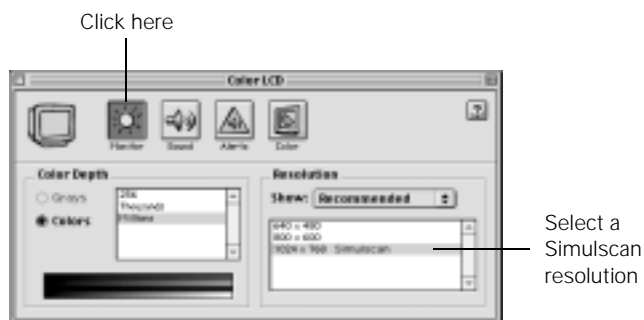 Click here
Color LCD
Monitor
Sound
Alerts
Color
Color Depth
Grays
Colors
256
Thousands
Millions
Resolution
Show: Recommended
640 x 480
800 x 600
1024 x 768 Simulscan
Select a
Simulscan
resolution
?